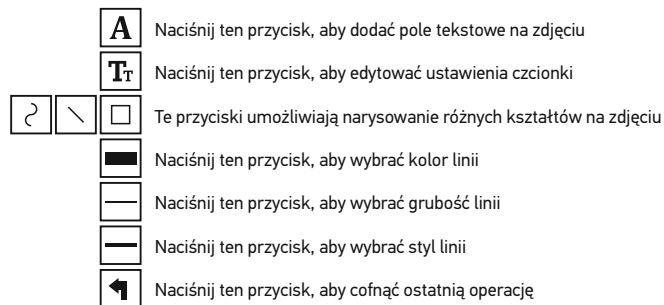 A Naciśnij ten przycisk, aby dodać pole tekstowe na zdjęciu
TT Naciśnij ten przycisk, aby edytować ustawienia czcionki
Te przyciski umożliwiają narysowanie różnych kształtów na zdjęciu
Naciśnij ten przycisk, aby wybrać kolor linii
Naciśnij ten przycisk, aby wybrać grubość linii
Naciśnij ten przycisk, aby wybrać styl linii
Naciśnij ten przycisk, aby cofnąć ostatnią operację